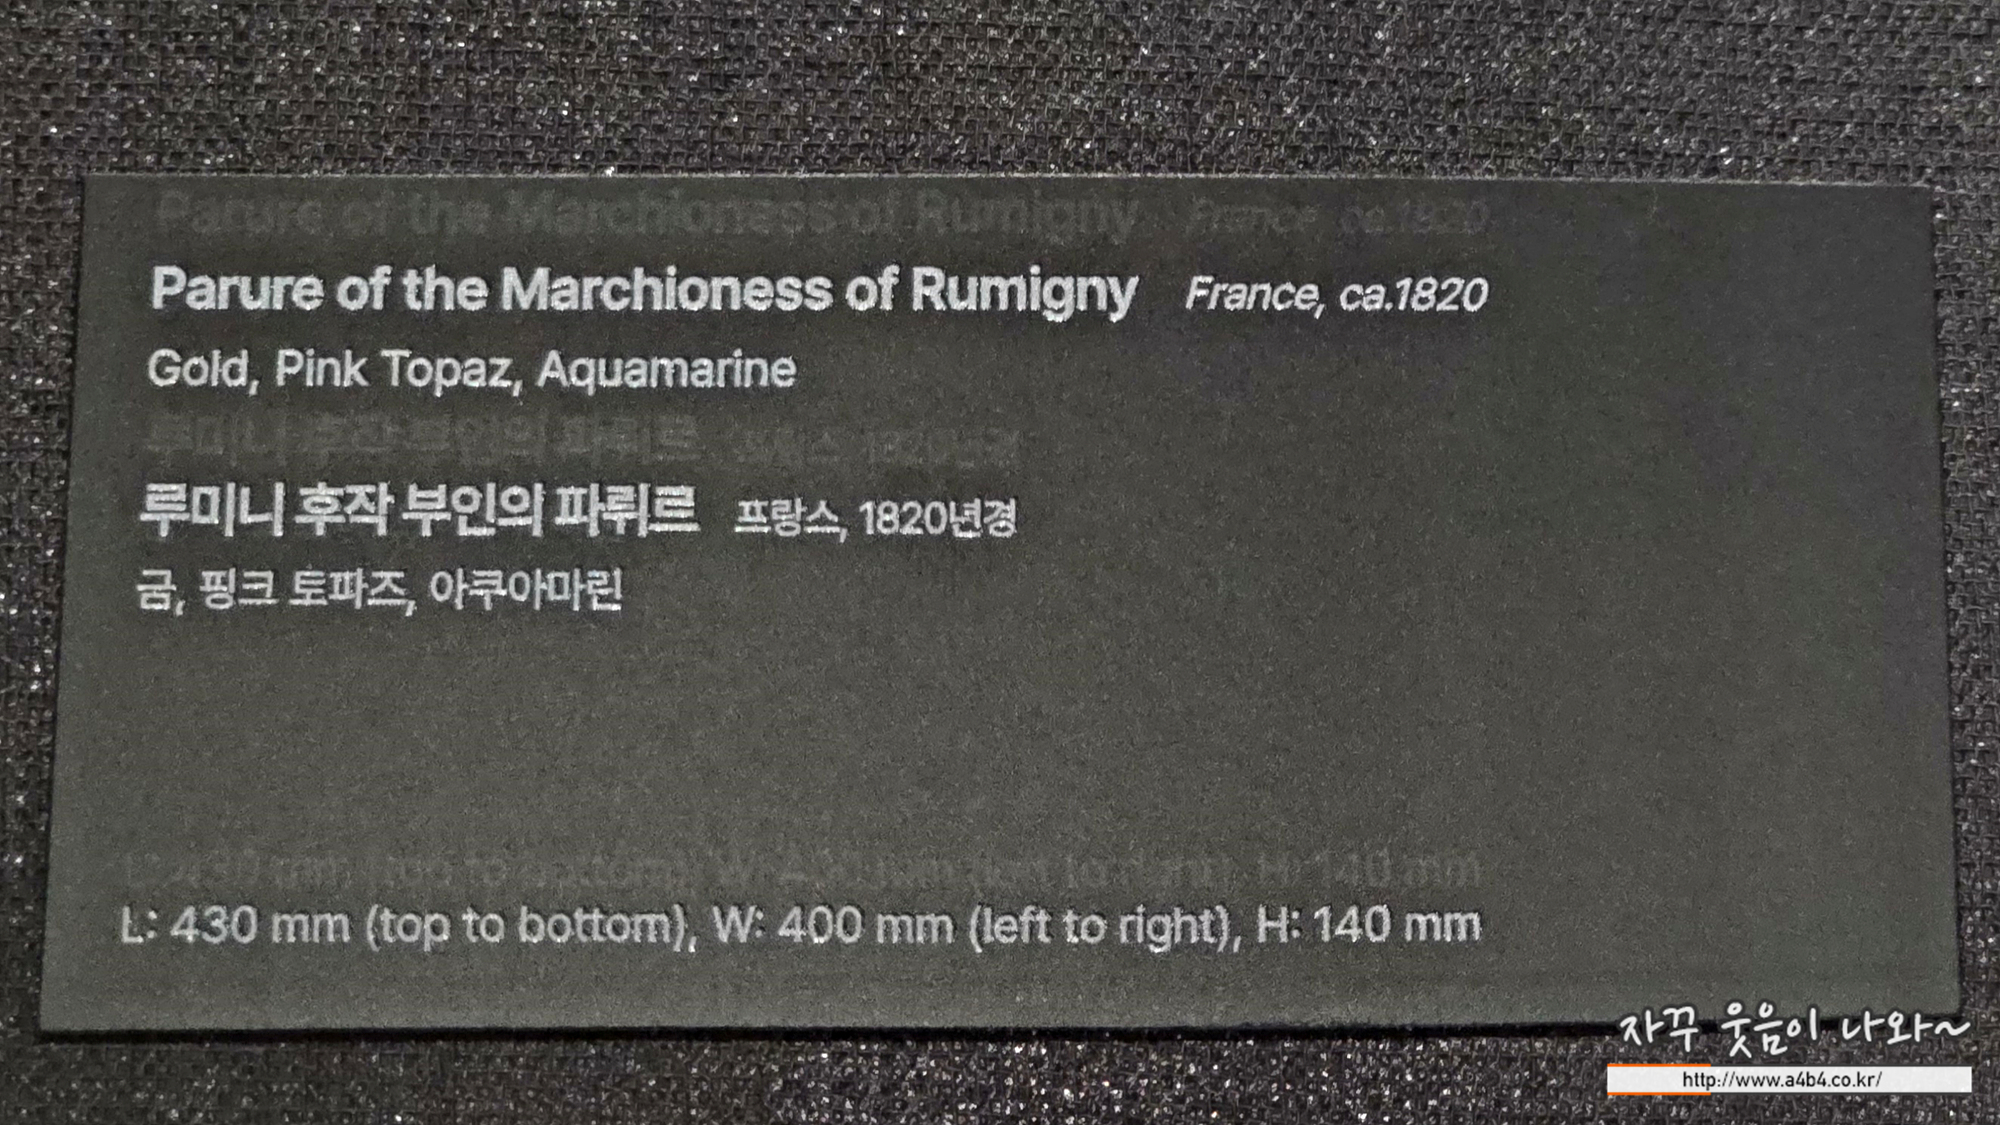 Parure of the Marchioness of Rumigny France, ca.1820
Gold, Pink Topaz, Aquamarine
루미니 후작 부인의 파뤼르 프랑스, 1820년경
금, 핑크 토파즈, 아쿠아마린
L: 430 mm (top to bottom), W: 400 mm (left to right), H: 140 mm
자꾸 웃음이 나와~
http://www.a4b4.co.kr/